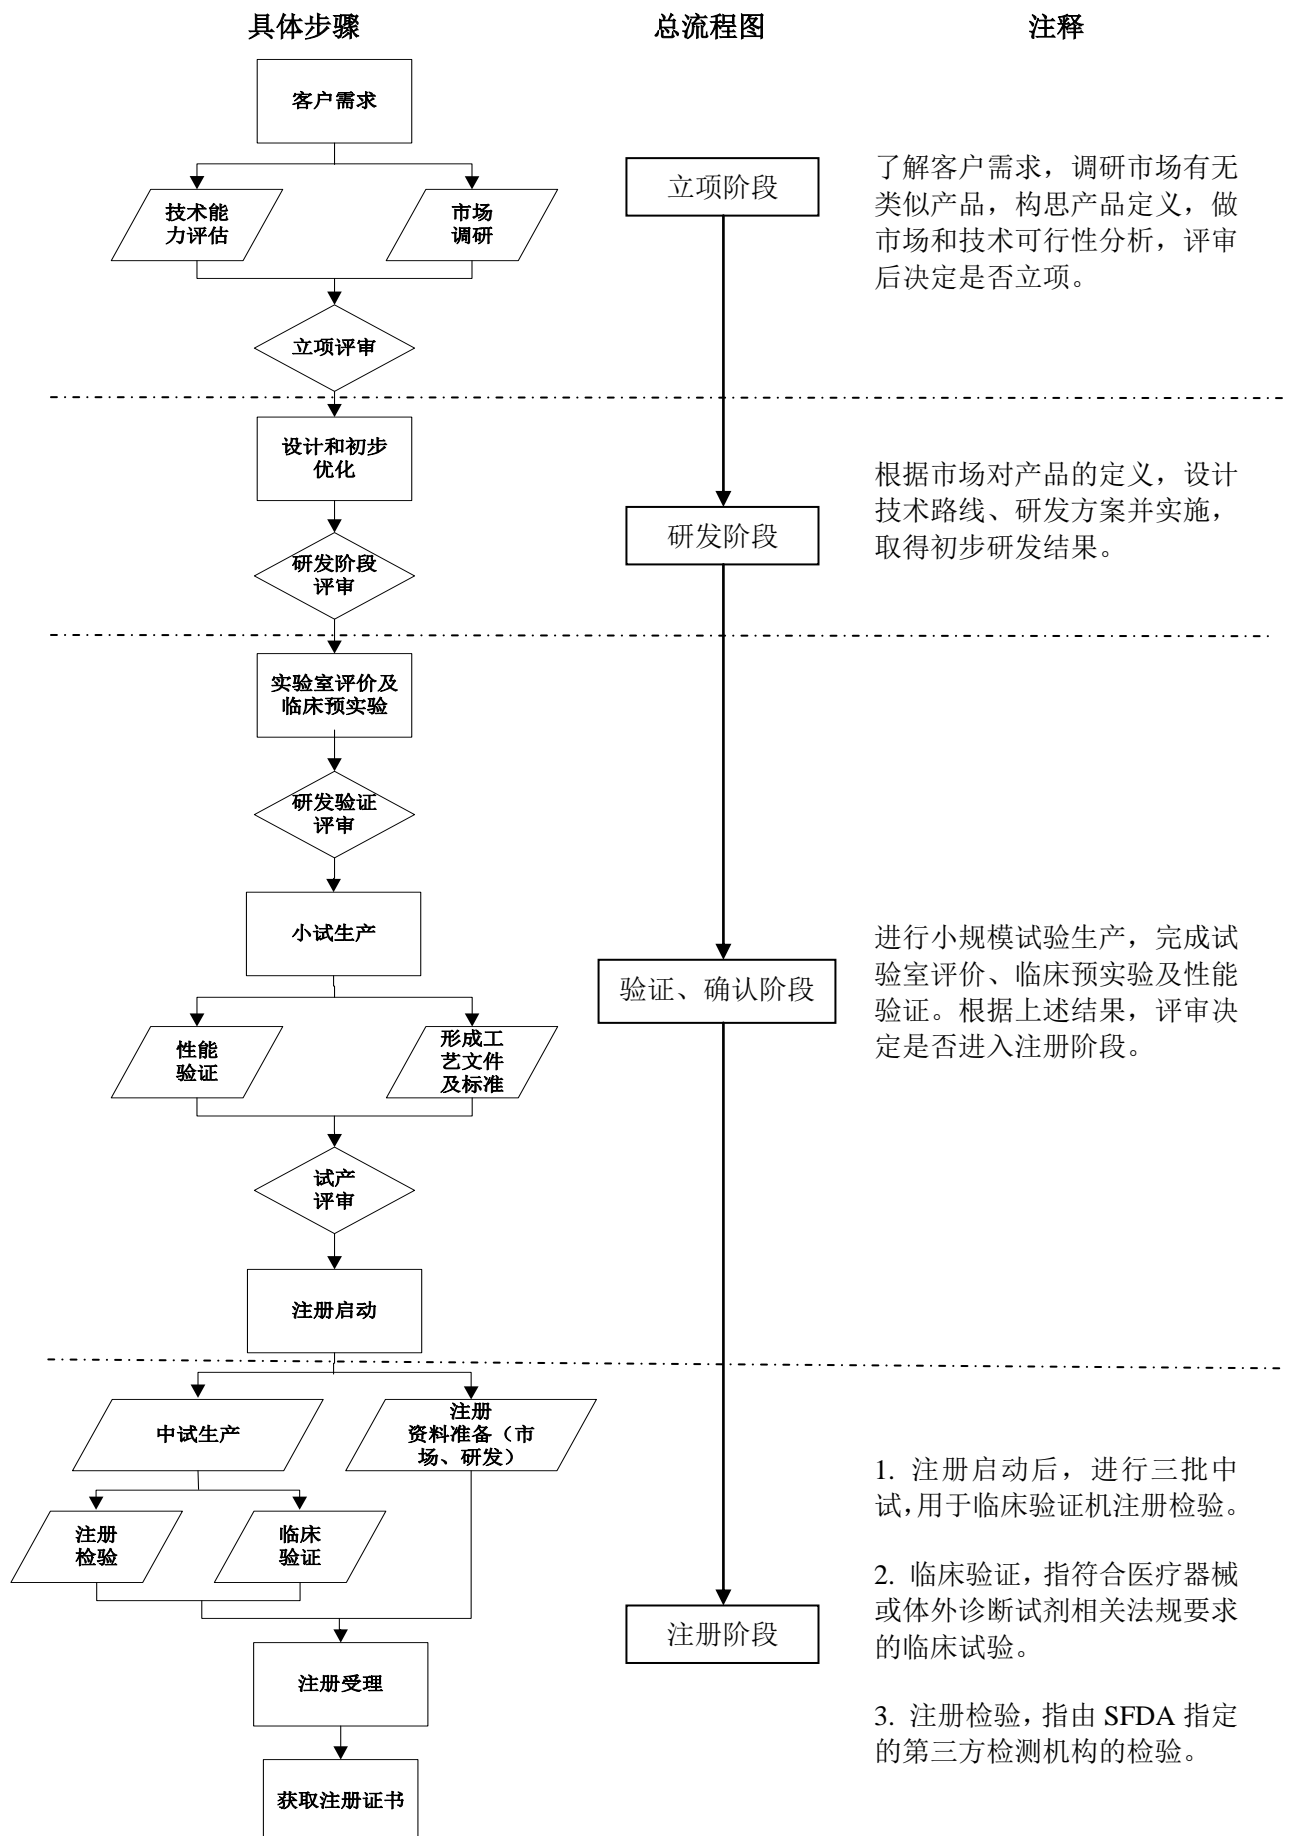 具体步骤
总流程图
注释
客户需求
技术能
力评估
市场
调研
立项评审
立项阶段
了解客户需求，调研市场有无
类似产品，构思产品定义，做
市场和技术可行性分析，评审
后决定是否立项。
设计和初步
优化
研发阶段
评审
研发阶段
根据市场对产品的定义，设计
技术路线、研发方案并实施，
取得初步研发结果。
实验室评价及
临床预实验
研发验证
评审
小试生产
性能
验证
形成工
艺文件
及标准
试产
评审
注册启动
验证、确认阶段
进行小规模试验生产，完成试
验室评价、临床预实验及性能
验证。根据上述结果，评审决
定是否进入注册阶段。
中试生产
注册
资料准备（市
场、研发）
注册
检验
临床
验证
注册受理
获取注册证书
注册阶段
1. 注册启动后，进行三批中
试，用于临床验证机注册检验。
2. 临床验证，指符合医疗器械
或体外诊断试剂相关法规要求
的临床试验。
3. 注册检验，指由 SFDA 指定
的第三方检测机构的检验。